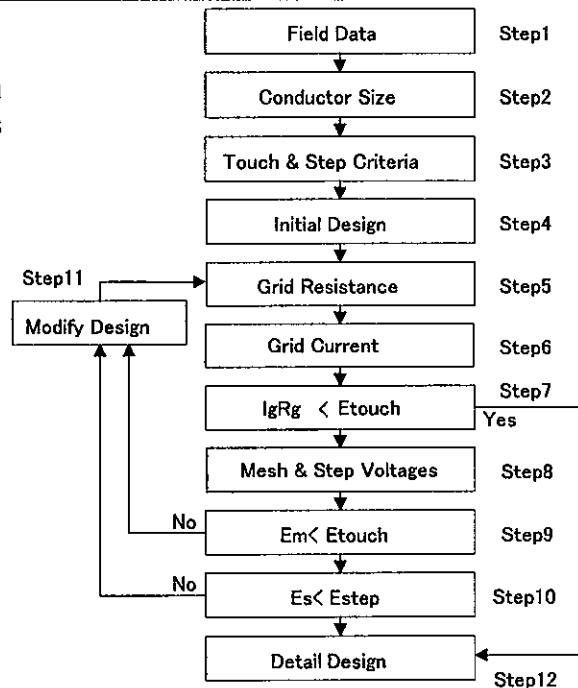 Field Data Step1
Conductor Size Step2
Touch & Step Criteria Step3
Initial Design Step4
Step11
Grid Resistance Step5
Modify Design
Grid Current Step6
Step7
IgRg < Etouch
Yes
Mesh & Step Voltages Step8
No
Em< Etouch Step9
No
Es< Estep Step10
Detail Design
Step12